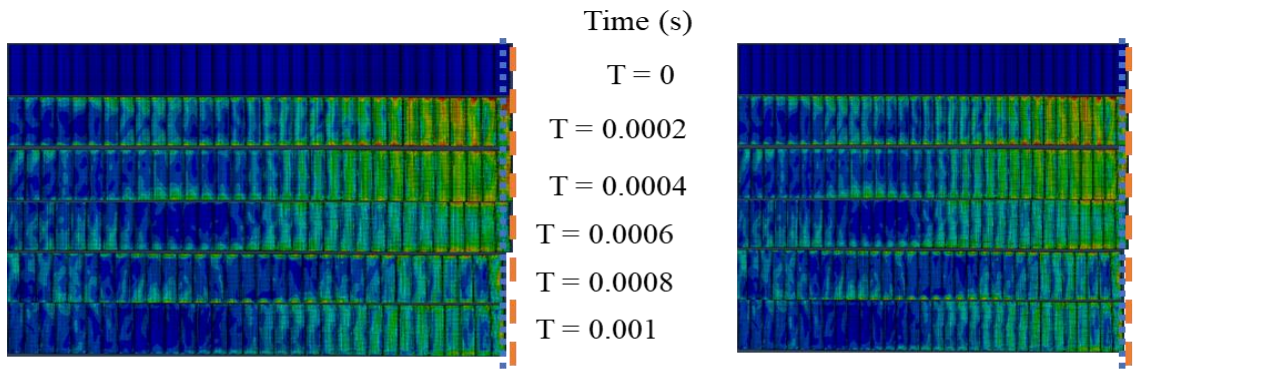 Time (s)
T = 0
T = 0.0002
T = 0.0004
T = 0.0006
T = 0.0008
T = 0.001